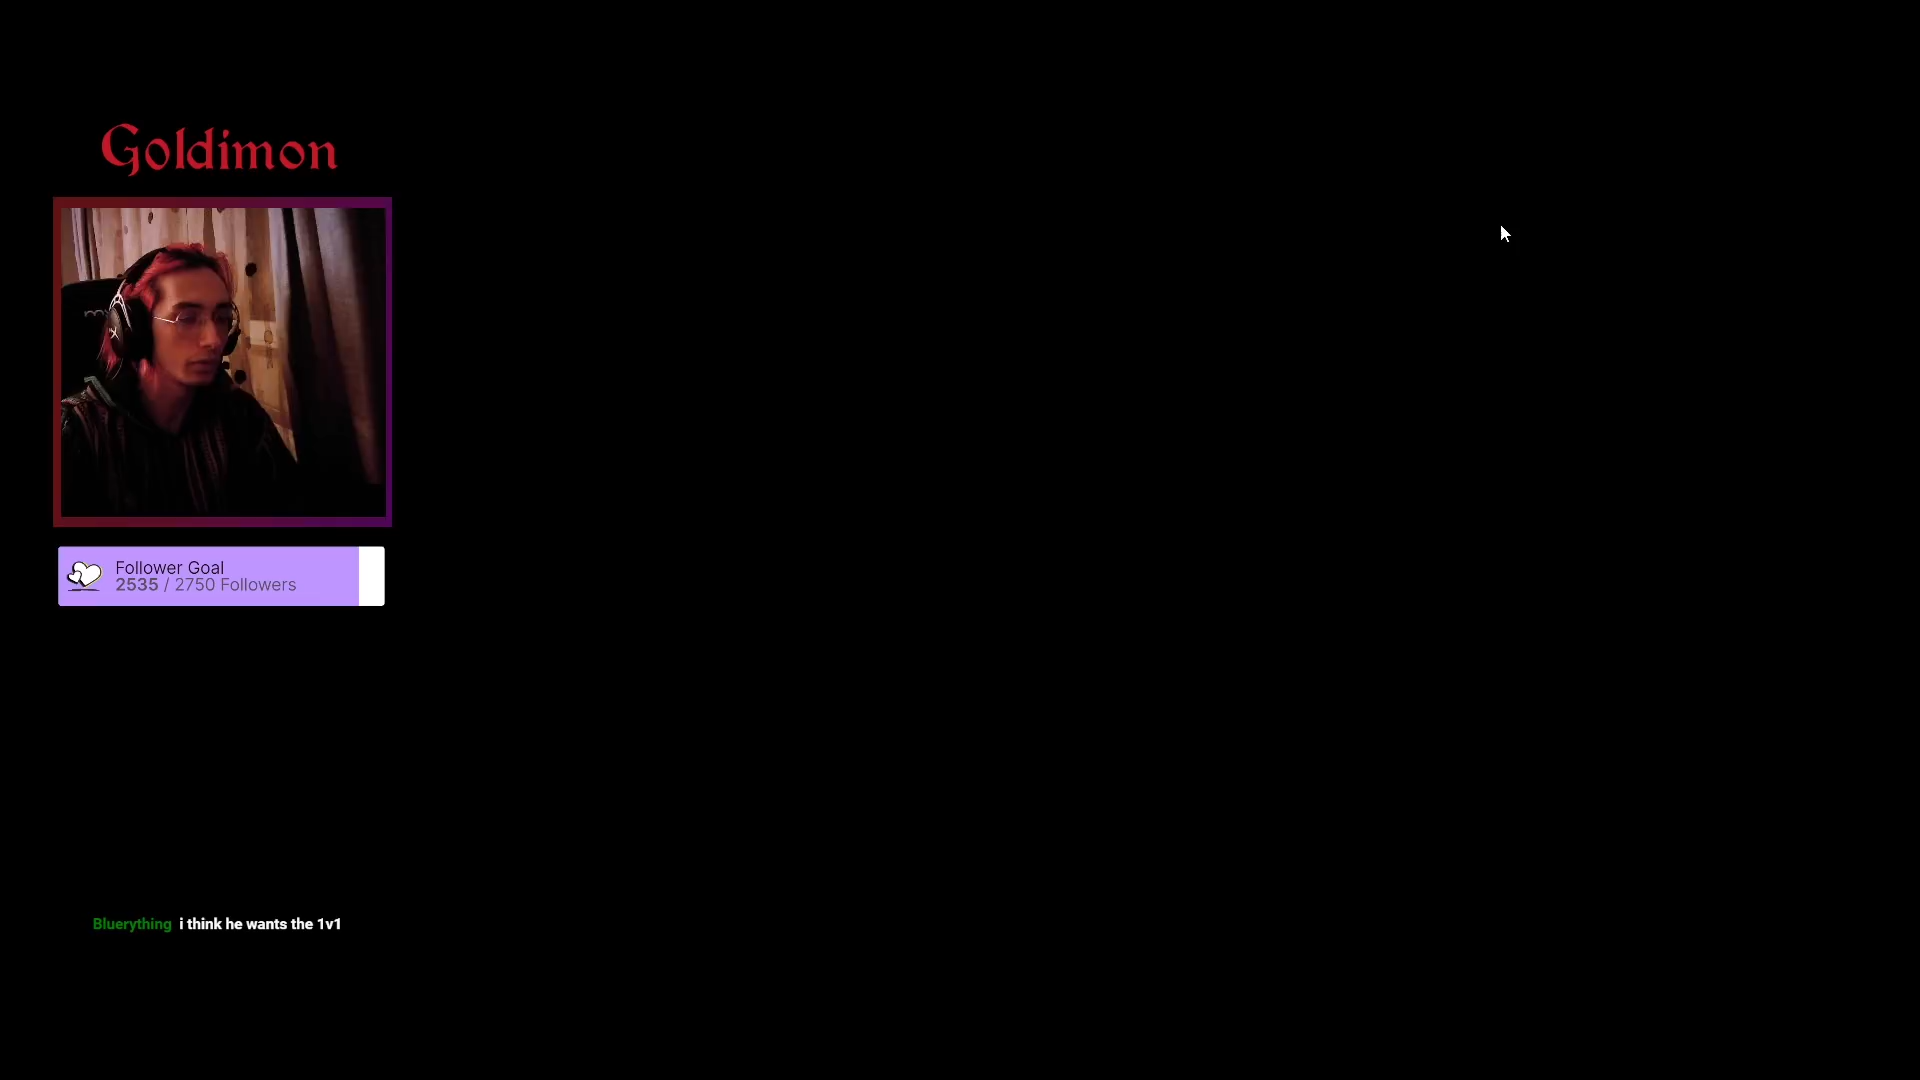 Goldimon
Follower Goal
2535 / 2750 Followers
Bluerything i think he wants the 1v1